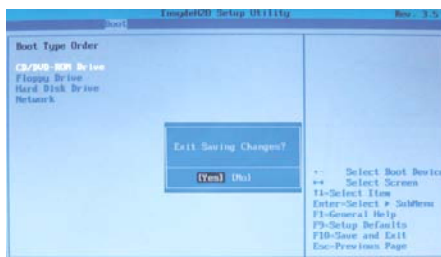 InsydeH2O Setup Utility Rev. 3.5
Boot
Boot Type Order
CD/DVD-ROM Drive
Floppy Drive
Hard Disk Drive
Network
Exit Saving Changes?
[Yes] [No]
Select Boot Device
↔ Select Screen
↑↓-Select Item
Enter-Select ▶ SubMenu
F1-General Help
F9-Setup Defaults
F10-Save and Exit
Esc-Previous Page